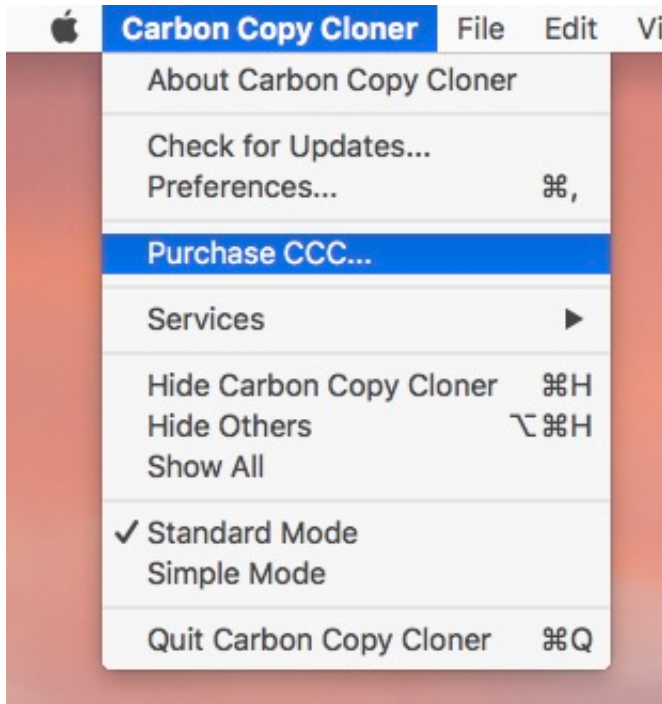 Carbon Copy Cloner File Edit Vi
About Carbon Copy Cloner
Check for Updates...
Preferences... ⌘,
Purchase CCC...
Services ▶
Hide Carbon Copy Cloner ⌘H
Hide Others ⌥⌘H
Show All
✓ Standard Mode
Simple Mode
Quit Carbon Copy Cloner ⌘Q